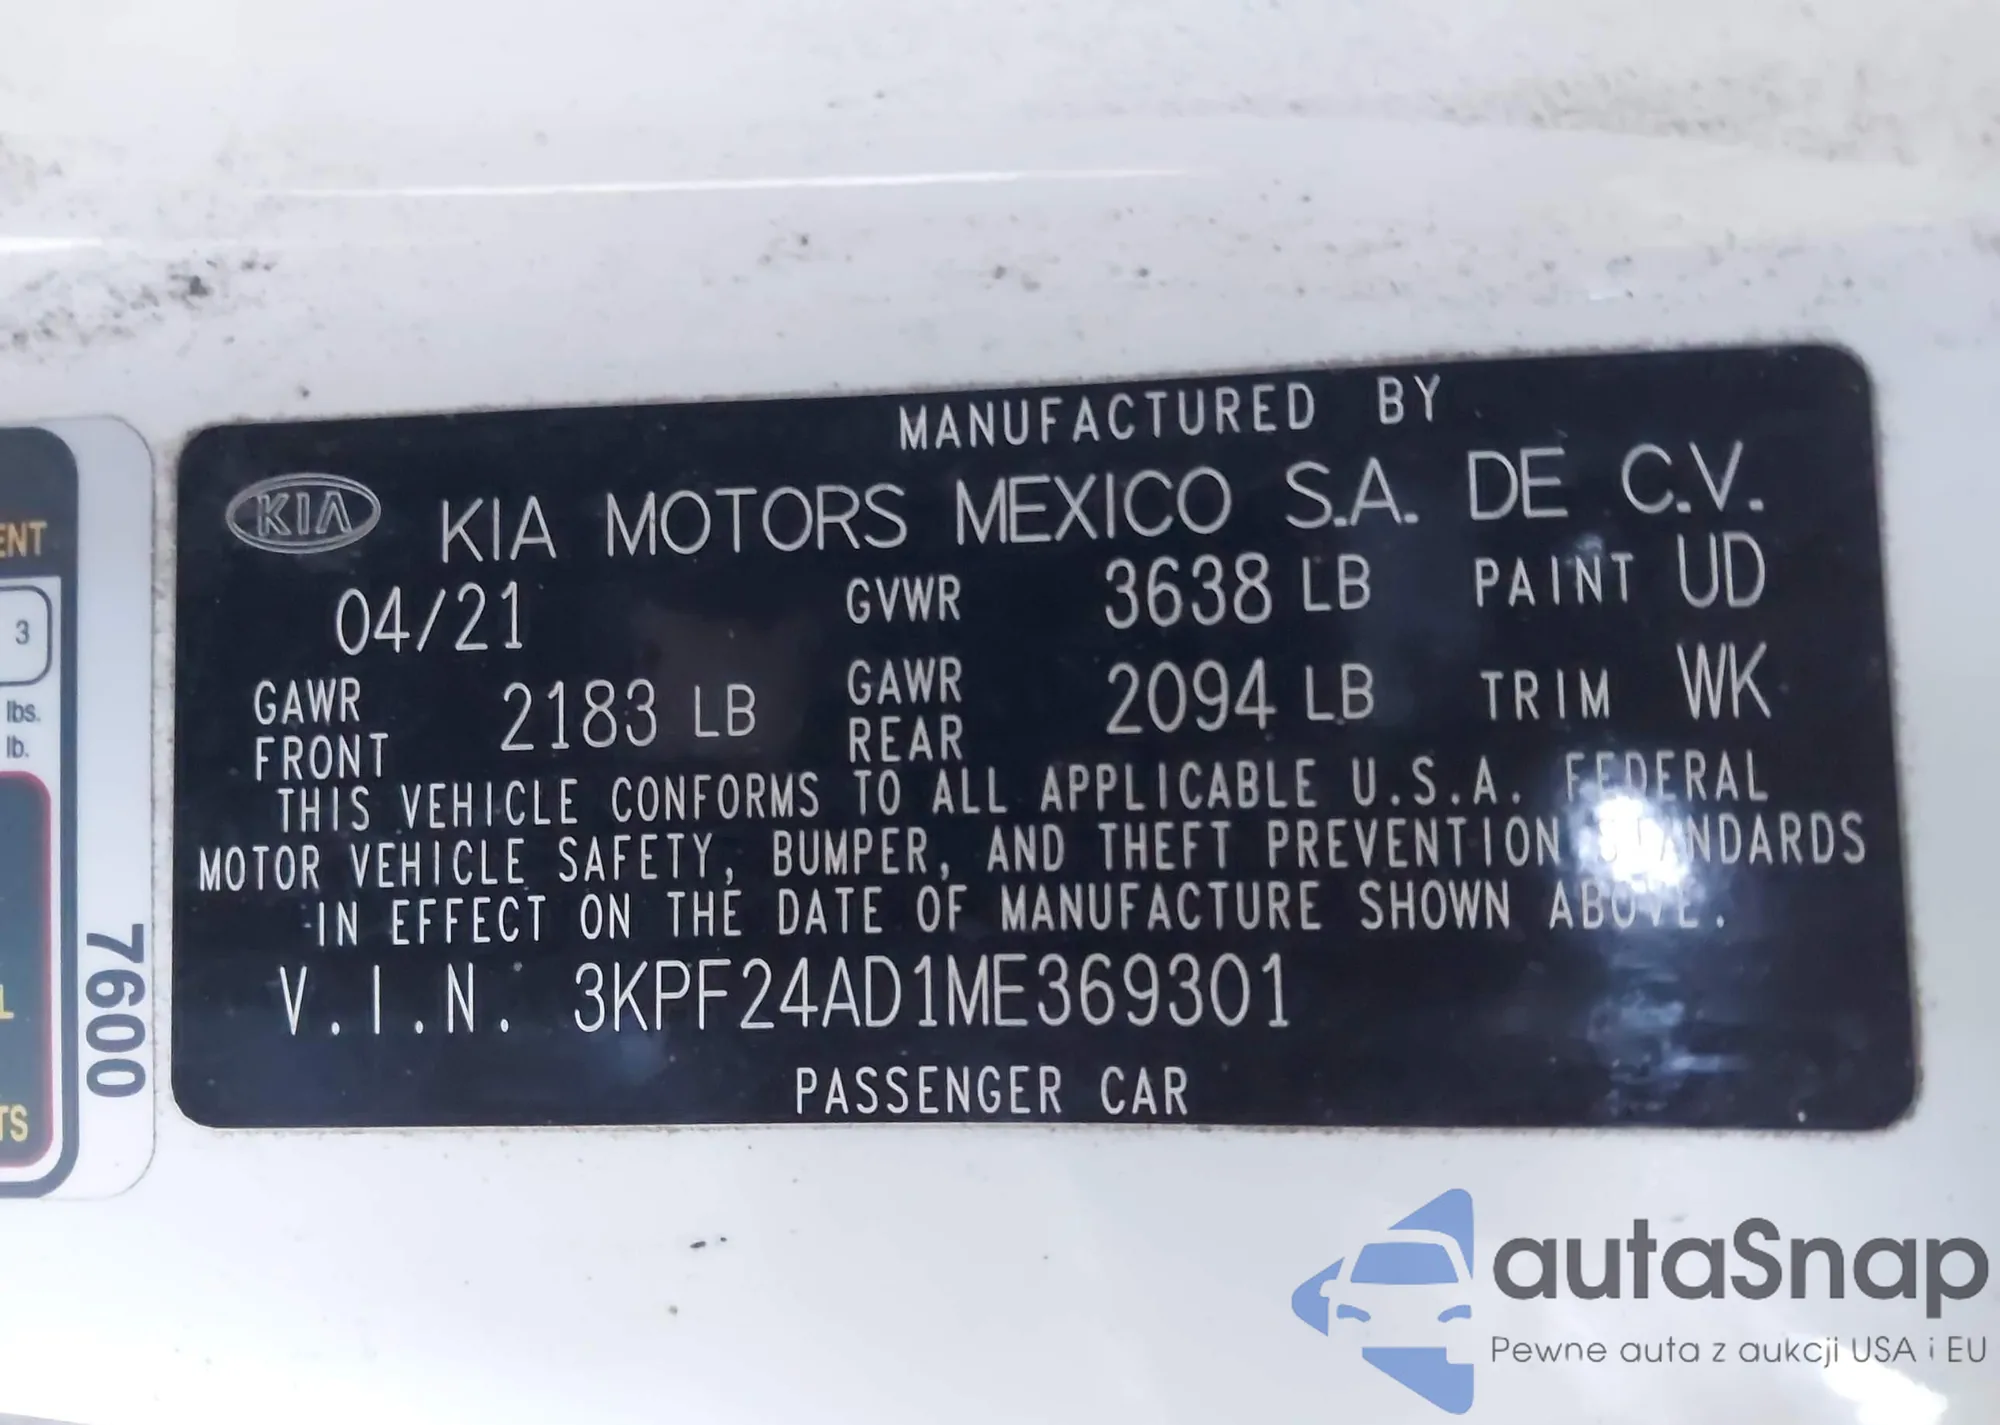 MANUFACTURED BY
KIA KIA MOTORS MEXICO S.A. DE C.V.
04/21 GVWR 3638 LB PAINT UD
GAWR FRONT 2183 LB GAWR REAR 2094 LB TRIM WK
THIS VEHICLE CONFORMS TO ALL APPLICABLE U.S.A. FEDERAL
MOTOR VEHICLE SAFETY, BUMPER, AND THEFT PREVENTION STANDARDS
IN EFFECT ON THE DATE OF MANUFACTURE SHOWN ABOVE.
V.I.N. 3KPF24AD1ME369301
PASSENGER CAR
3
lbs.
lb.
7600
autaSnap
Pewne auta z aukcji USA i EU